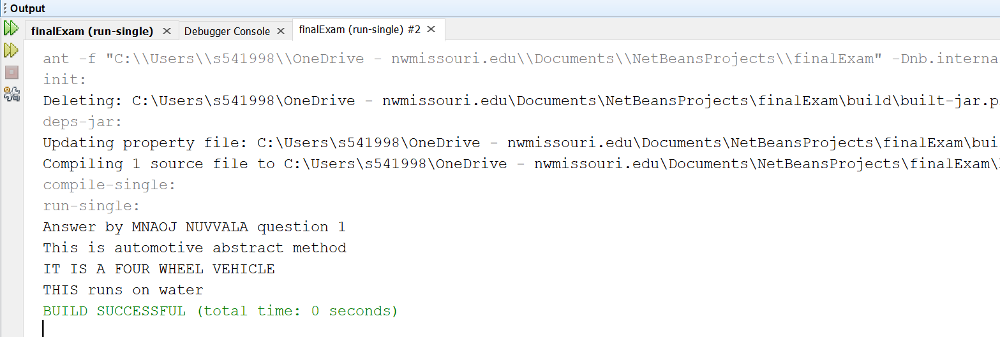 Output
finalExam (run-single) Debugger Console finalExam (run-single) #2
ant -f "C:\\Users\\s541998\\OneDrive - nwmissouri.edu\\Documents\\NetBeansProjects\\finalExam" -Dnb.interna
init:
Deleting: C:\Users\s541998\OneDrive - nwmissouri.edu\Documents\NetBeansProjects\finalExam\build\built-jar.p
deps-jar:
Updating property file: C:\Users\s541998\OneDrive - nwmissouri.edu\Documents\NetBeansProjects\finalExam\bui
Compiling 1 source file to C:\Users\s541998\OneDrive - nwmissouri.edu\Documents\NetBeansProjects\finalExam\
compile-single:
run-single:
Answer by MNAOJ NUVVALA question 1
This is automotive abstract method
IT IS A FOUR WHEEL VEHICLE
THIS runs on water
BUILD SUCCESSFUL (total time: 0 seconds)